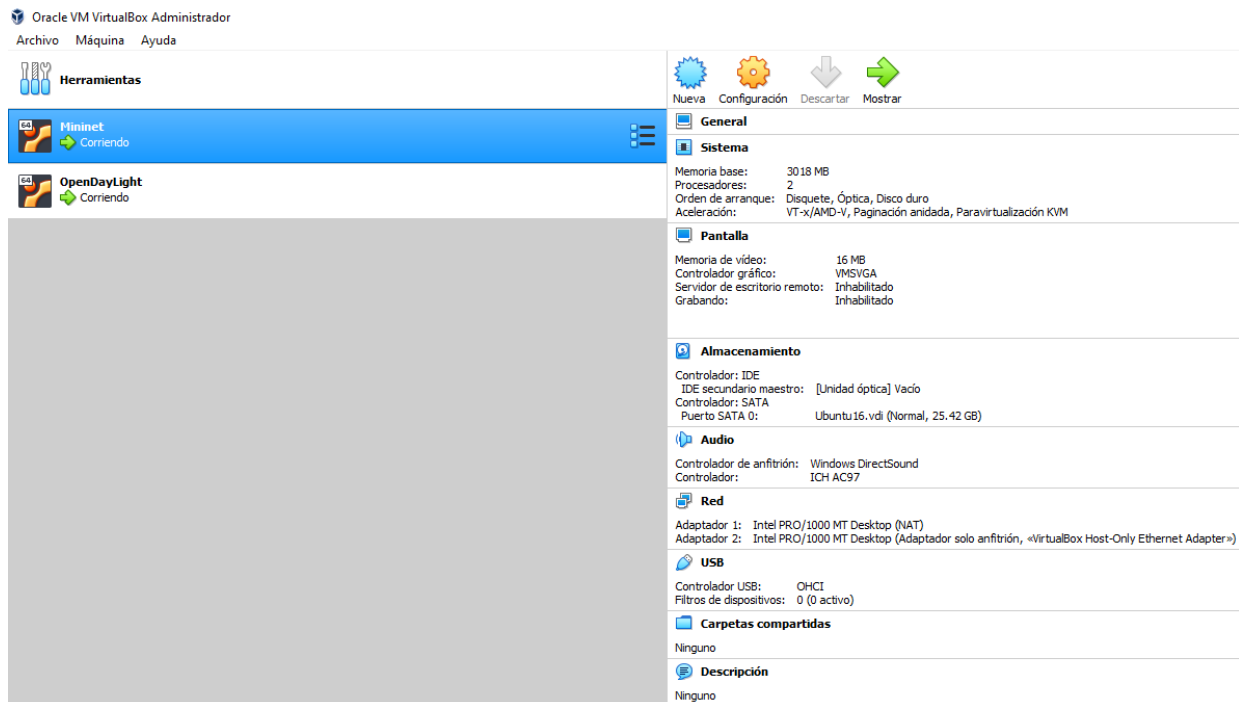 Oracle VM VirtualBox Administrador
Archivo Máquina Ayuda
Herramientas
64 Mininet
Corriendo
64 OpenDayLight
Corriendo
Nueva Configuración Descartar Mostrar
General
Sistema
Memoria base: 3018 MB
Procesadores: 2
Orden de arranque: Disquete, Óptica, Disco duro
Aceleración: VT-x/AMD-V, Paginación anidada, Paravirtualización KVM
Pantalla
Memoria de vídeo: 16 MB
Controlador gráfico: VMSVGA
Servidor de escritorio remoto: Inhabilitado
Grabando: Inhabilitado
Almacenamiento
Controlador: IDE
IDE secundario maestro: [Unidad óptica] Vacío
Controlador: SATA
Puerto SATA 0: Ubuntu16.vdi (Normal, 25.42 GB)
Audio
Controlador de anfitrión: Windows DirectSound
Controlador: ICH AC97
Red
Adaptador 1: Intel PRO/1000 MT Desktop (NAT)
Adaptador 2: Intel PRO/1000 MT Desktop (Adaptador solo anfitrión, «VirtualBox Host-Only Ethernet Adapter»)
USB
Controlador USB: OHCI
Filtros de dispositivos: 0 (0 activo)
Carpetas compartidas
Ninguno
Descripción
Ninguno